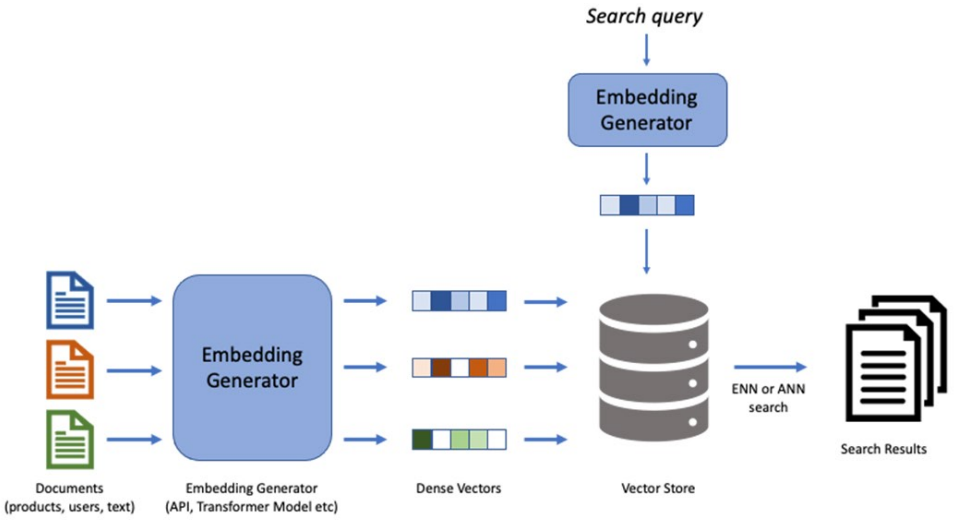 Search query
Embedding
Generator
Embedding
Generator
ENN or ANN
search
Search Results
Documents
(products, users, text)
Embedding Generator
(API, Transformer Model etc)
Dense Vectors
Vector Store